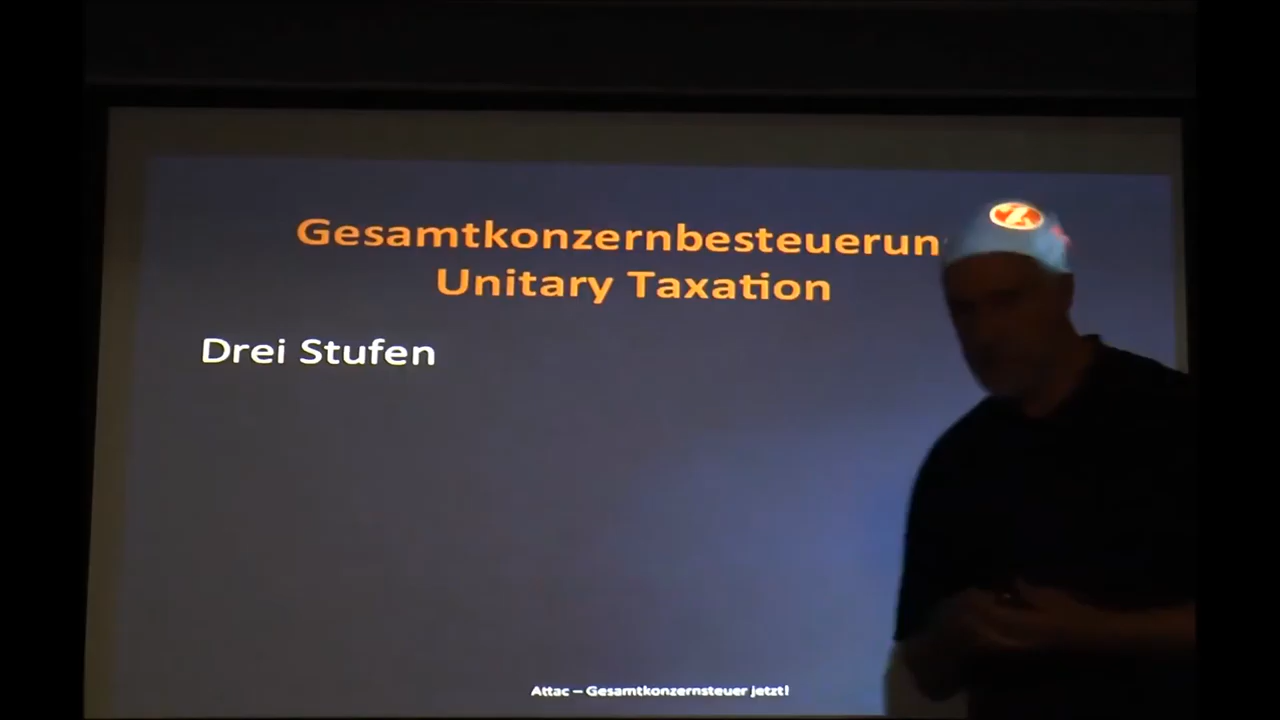 Gesamtkonzernbesteuerun
Unitary Taxation
Drei Stufen
Attac – Gesamtkonzernsteuer jetzt!